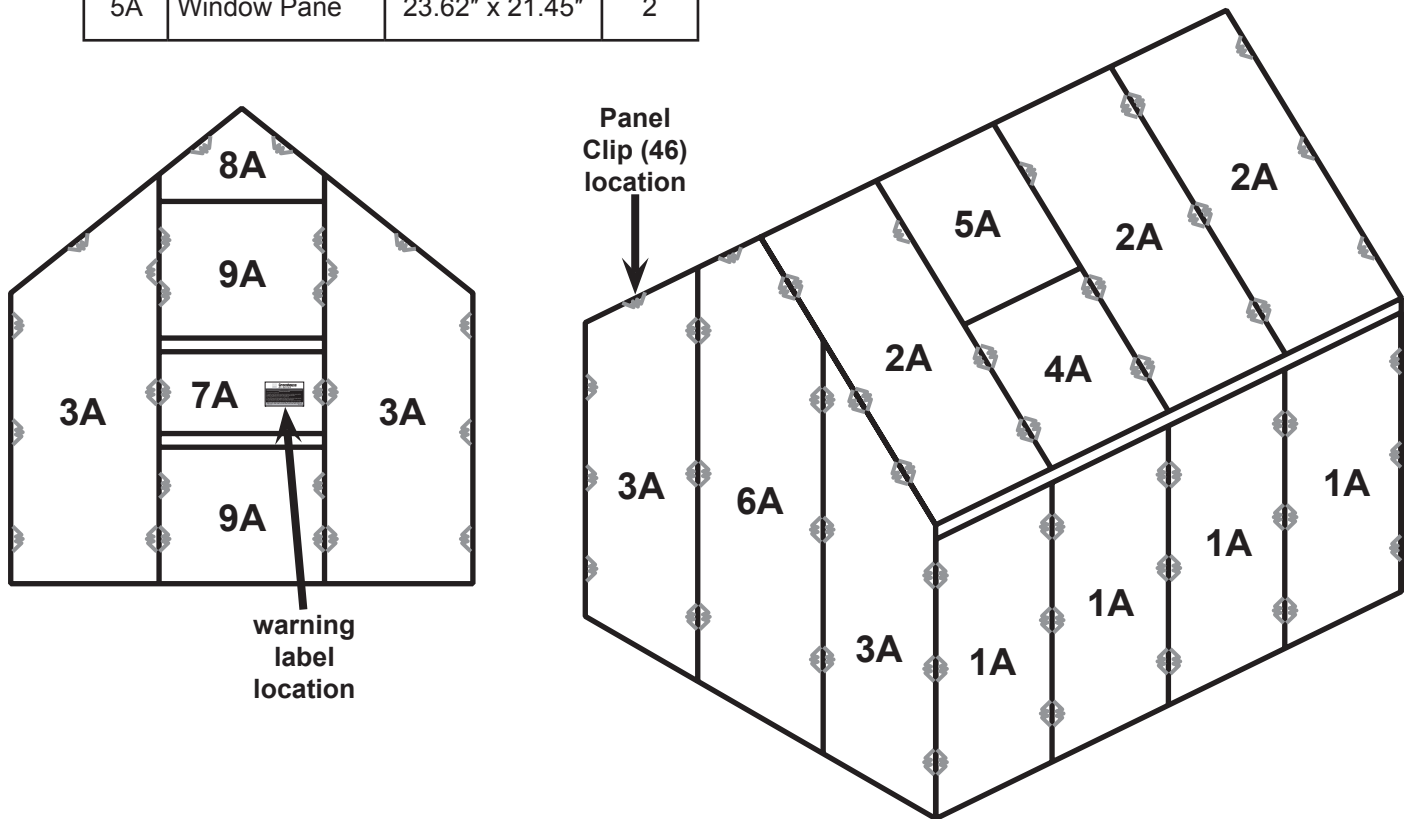 5A Window Pane 23.62" x 21.45" 2
Panel
Clip (46)
location
8A
9A
7A
3A
3A
9A
warning
label
location
2A
5A
2A
2A
4A
3A
6A
3A
1A
1A
1A
1A